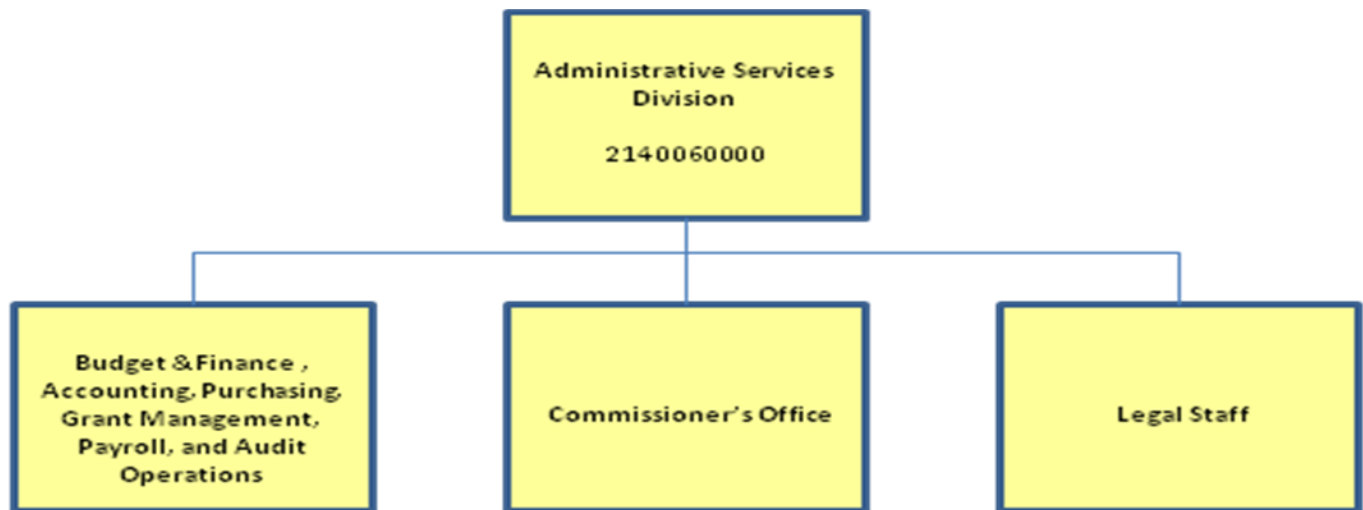 Administrative Services
Division
2140060000
Budget &Finance ,
Accounting, Purchasing,
Grant Management,
Payroll, and Audit
Operations
Commissioner’s Office
Legal Staff